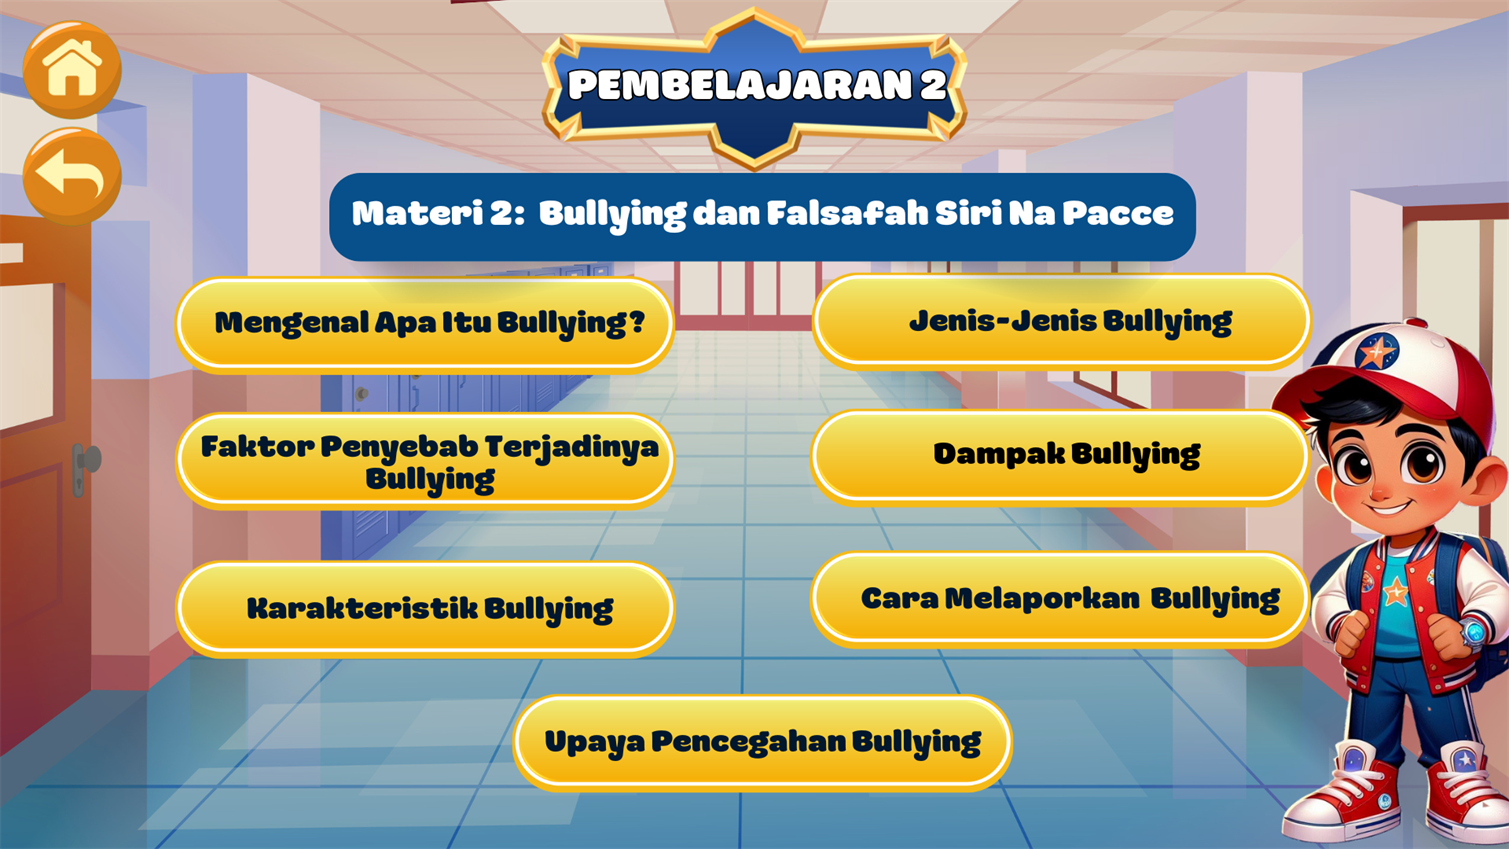 PEMBELAJARAN 2
Materi 2: Bullying dan Falsafah Siri Na Pacce
Mengenal Apa Itu Bullying?
Jenis-Jenis Bullying
Faktor Penyebab Terjadinya
Bullying
Dampak Bullying
Karakteristik Bullying
Cara Melaporkan Bullying
Upaya Pencegahan Bullying